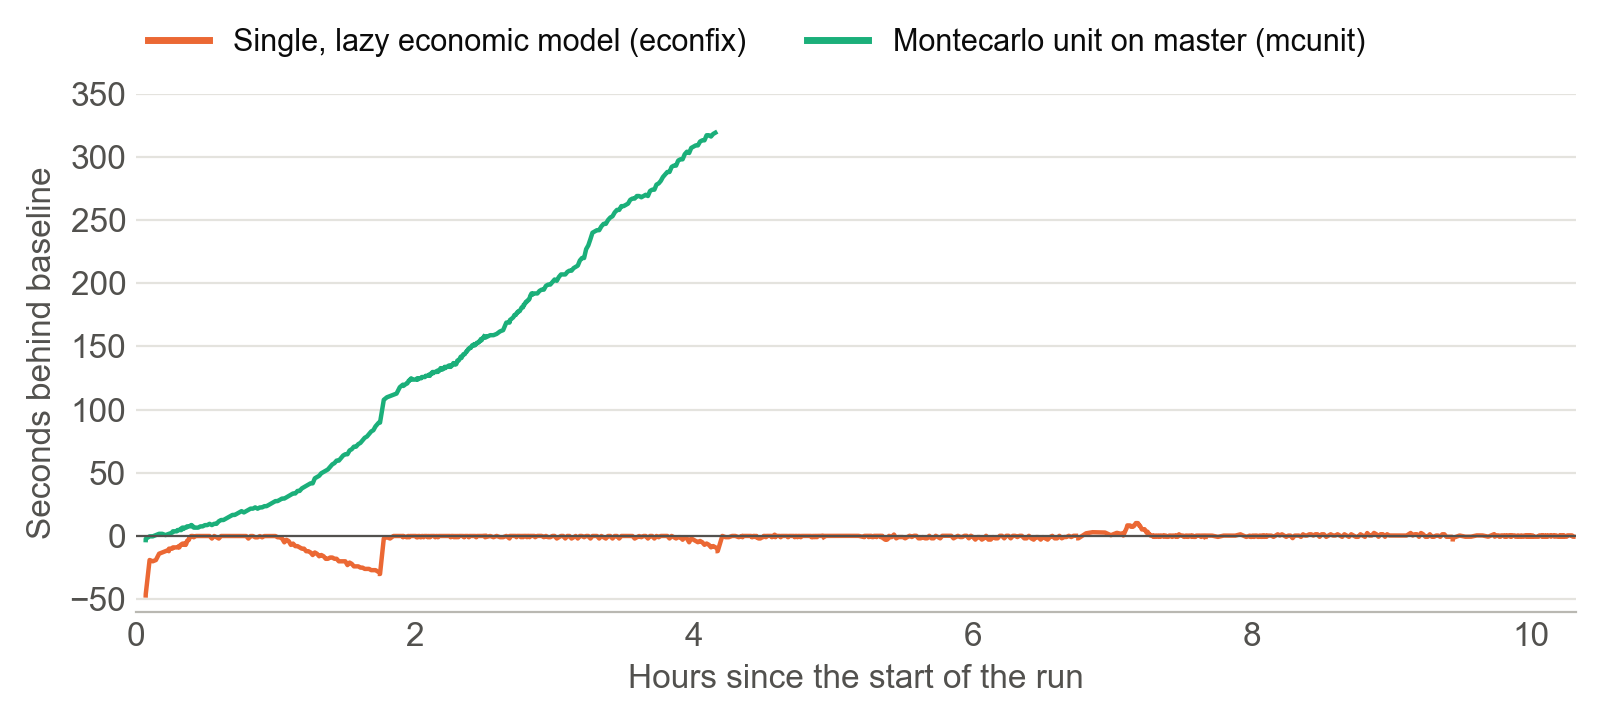 Single, lazy economic model (econfix)
Montecarlo unit on master (mcunit)
350
300
250
200
150
100
50
0
−50
Seconds behind baseline
0 2 4 6 8 10
Hours since the start of the run